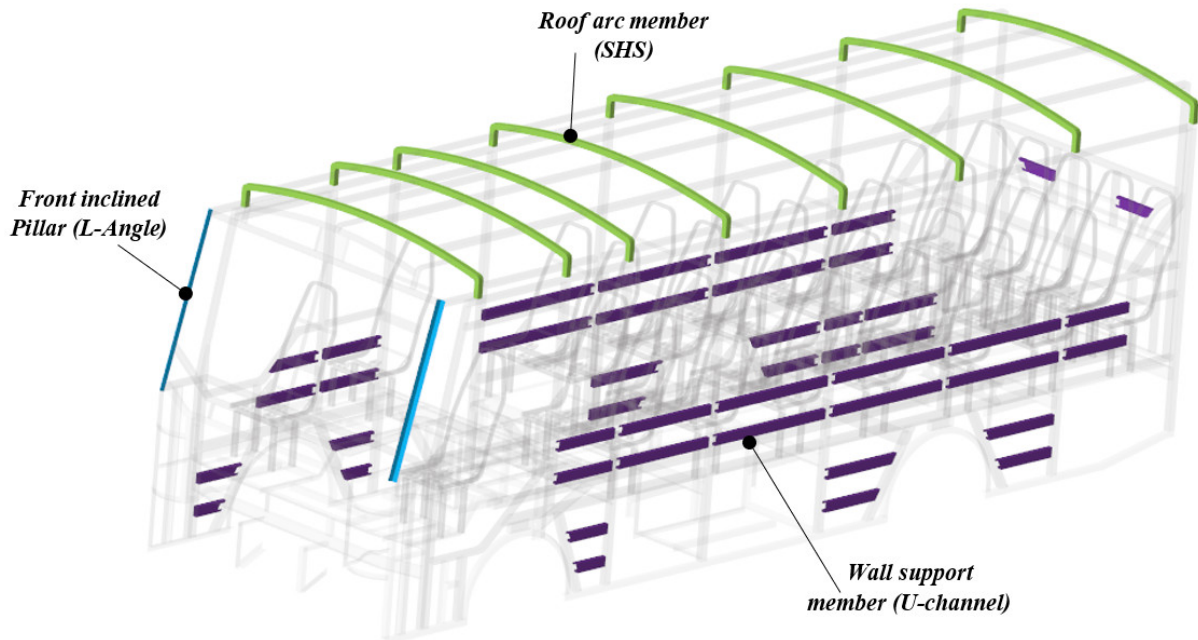 Roof arc member
(SHS)
Front inclined
Pillar (L-Angle)
Wall support
member (U-channel)